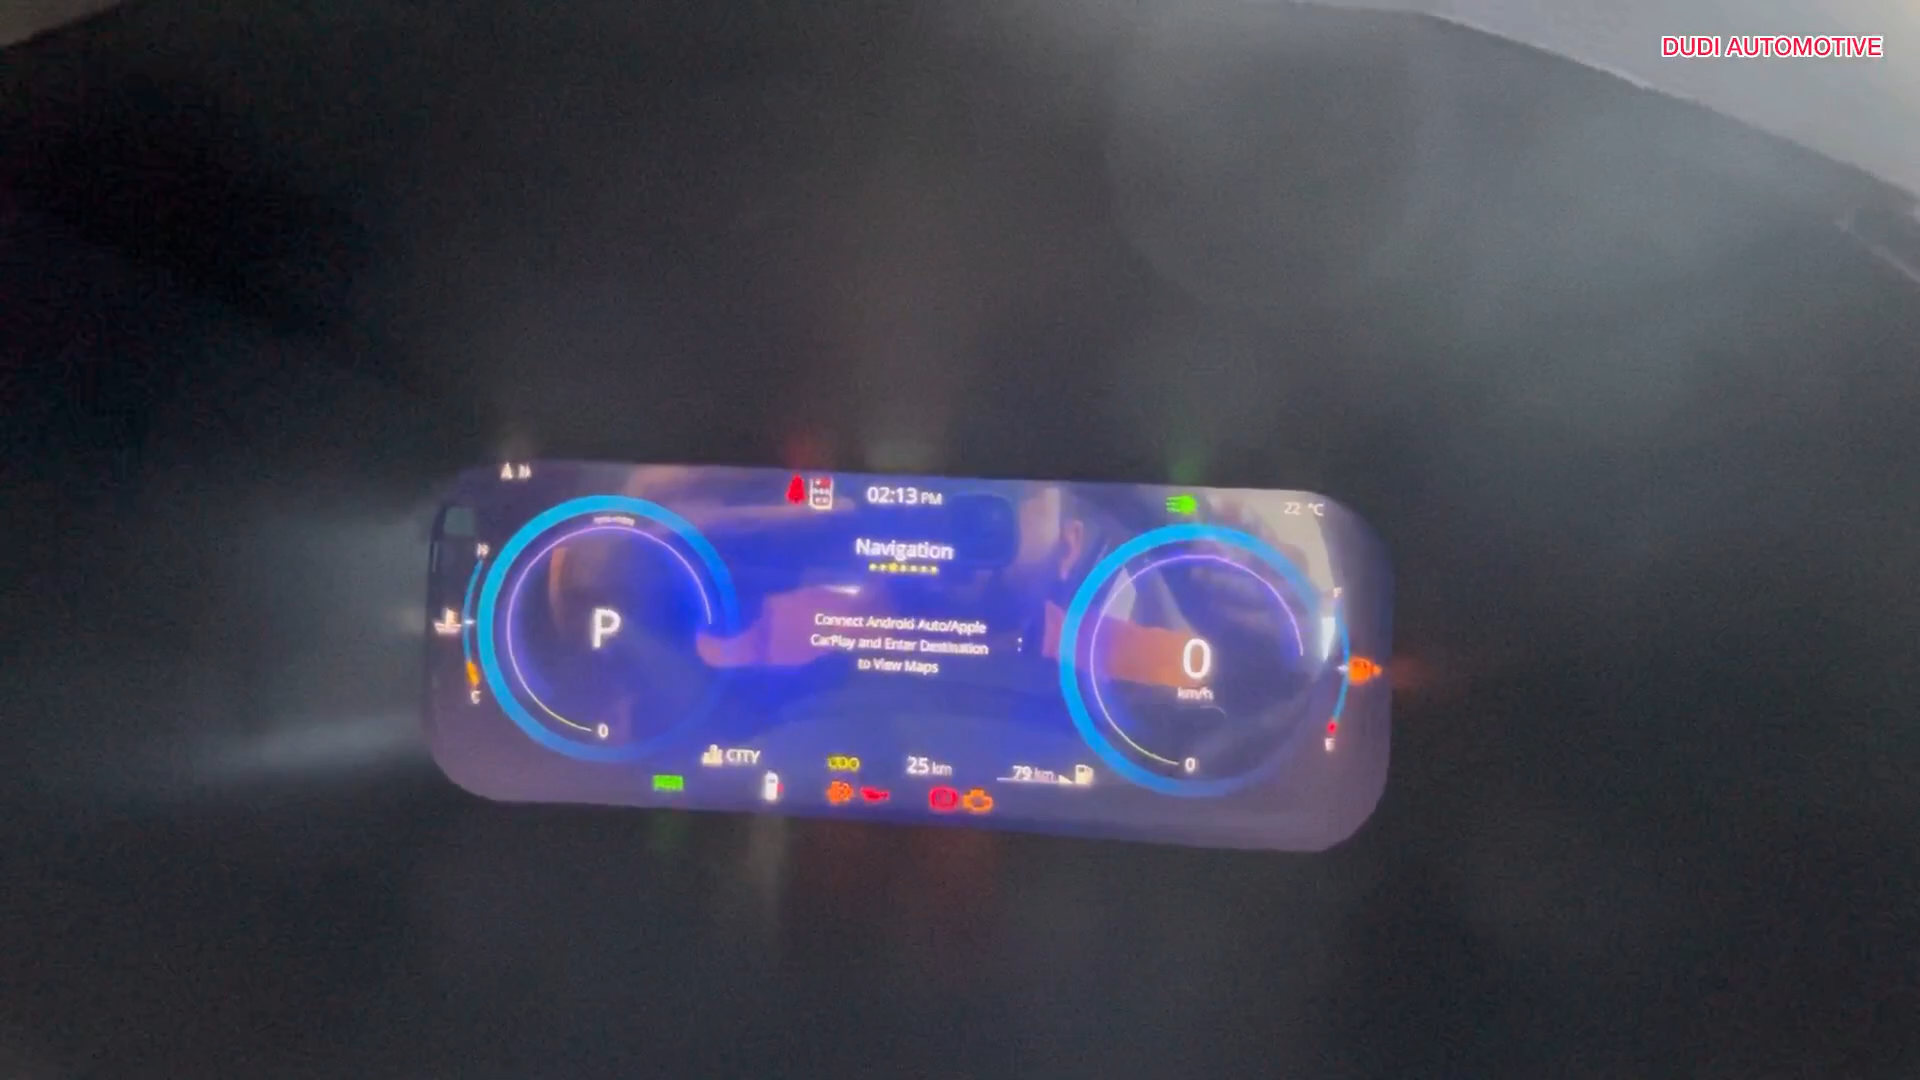 DUDI AUTOMOTIVE
02:13 PM
22 °C
Navigation
P
Connect Android Auto/Apple
CarPlay and Enter Destination
to View Maps
0
km/h
F
C
E
0
0
CITY
25 km
79 km